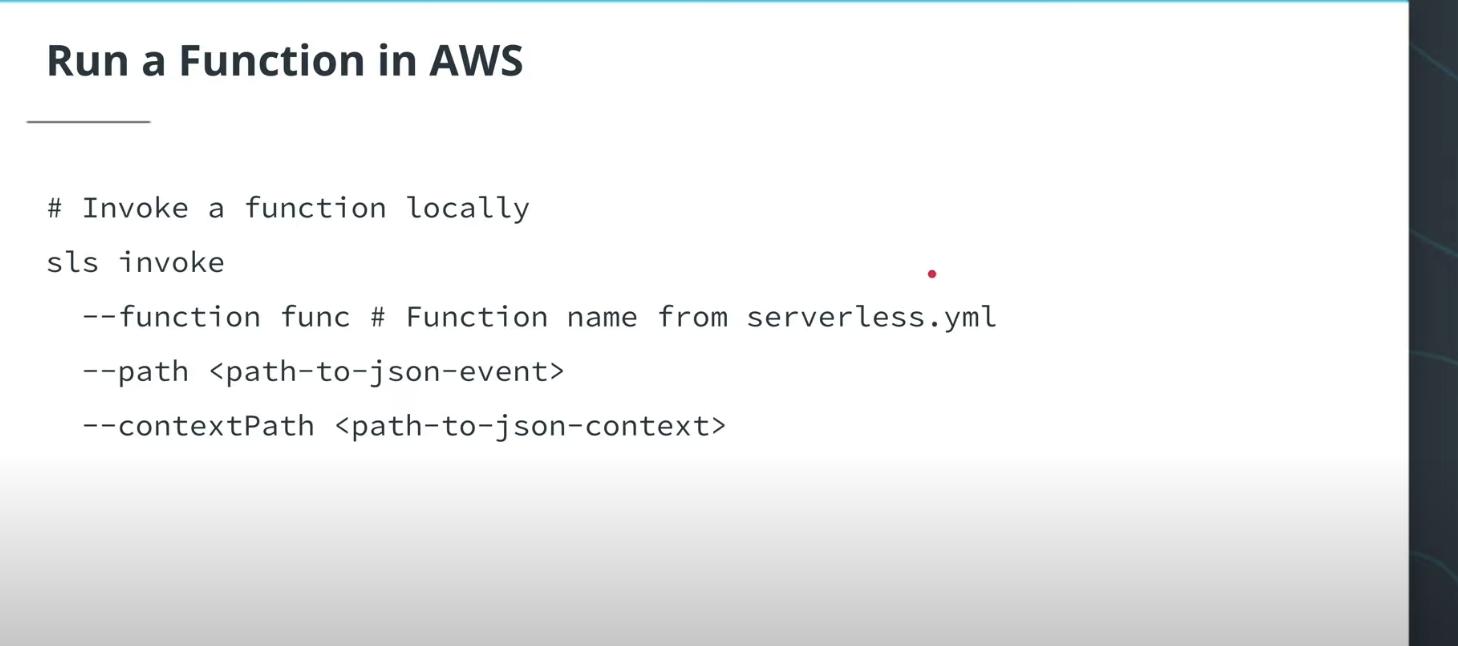 Run a Function in AWS
# Invoke a function locally
sls invoke
--function func # Function name from serverless.yml
--path <path-to-json-event>
--contextPath <path-to-json-context>